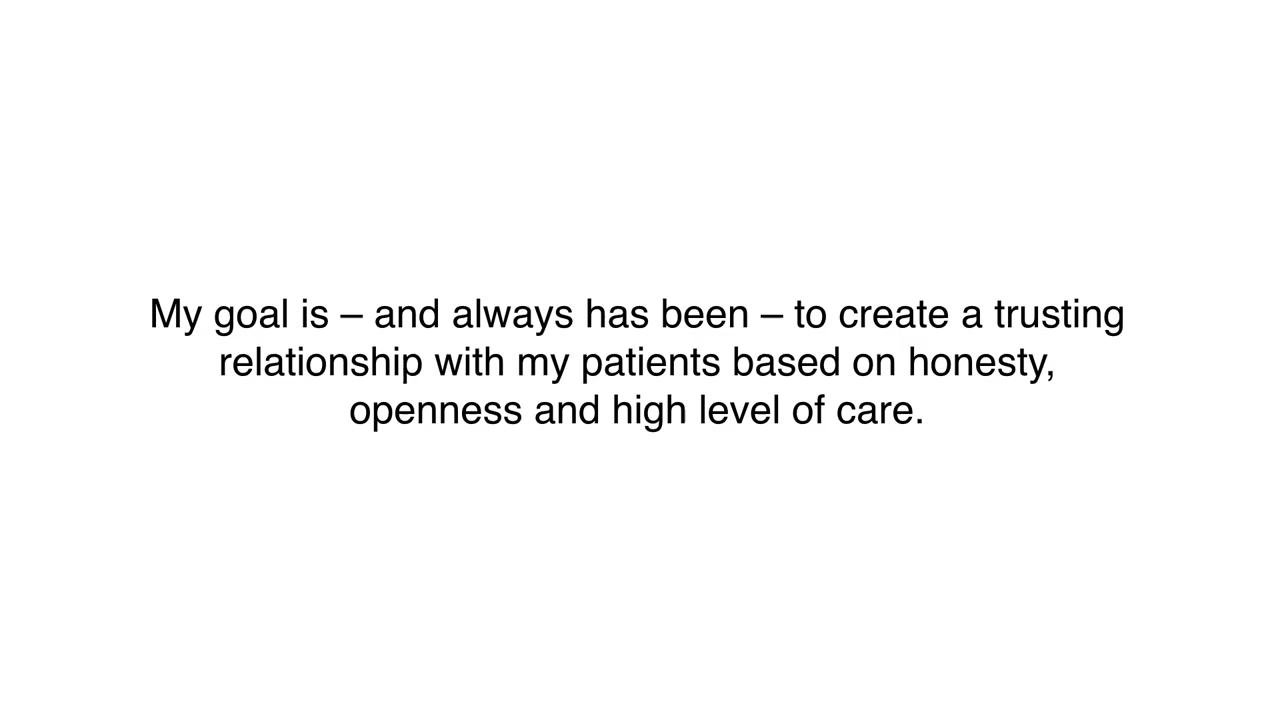 My goal is – and always has been – to create a trusting
relationship with my patients based on honesty,
openness and high level of care.